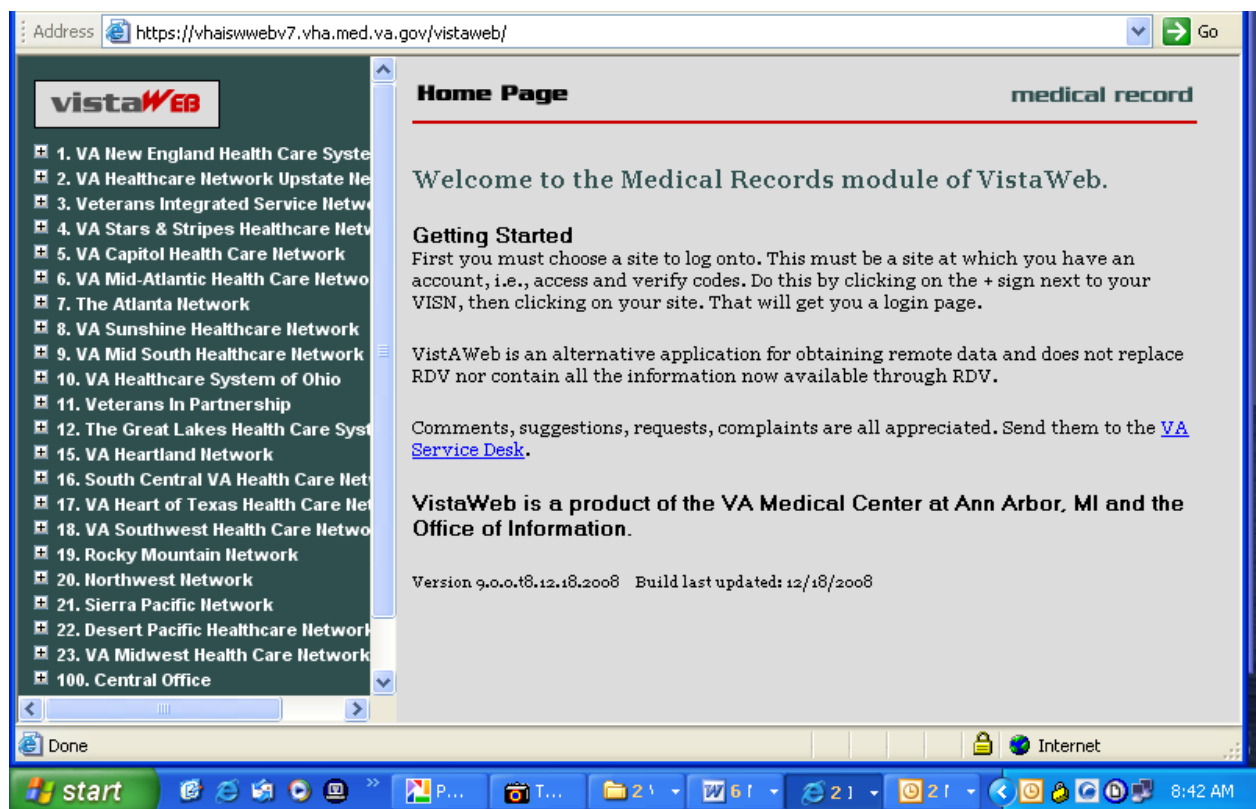 Address https://vhaiswwebv7.vha.med.va.gov/vistaweb/ Go
vistaWEB
1. VA New England Health Care Syste
2. VA Healthcare Network Upstate Ne
3. Veterans Integrated Service Netw
4. VA Stars & Stripes Healthcare Netw
5. VA Capitol Health Care Network
6. VA Mid-Atlantic Health Care Netwo
7. The Atlanta Network
8. VA Sunshine Healthcare Network
9. VA Mid South Healthcare Network
10. VA Healthcare System of Ohio
11. Veterans In Partnership
12. The Great Lakes Health Care Syst
15. VA Heartland Network
16. South Central VA Health Care Net
17. VA Heart of Texas Health Care Net
18. VA Southwest Health Care Netwo
19. Rocky Mountain Network
20. Northwest Network
21. Sierra Pacific Network
22. Desert Pacific Healthcare Network
23. VA Midwest Health Care Network
100. Central Office
Home Page medical record
Welcome to the Medical Records module of VistaWeb.
Getting Started
First you must choose a site to log onto. This must be a site at which you have an
account, i.e., access and verify codes. Do this by clicking on the + sign next to your
VISN, then clicking on your site. That will get you a login page.
VistAWeb is an alternative application for obtaining remote data and does not replace
RDV nor contain all the information now available through RDV.
Comments, suggestions, requests, complaints are all appreciated. Send them to the VA
Service Desk.
VistaWeb is a product of the VA Medical Center at Ann Arbor, MI and the
Office of Information.
Version 9.0.0.t8.12.18.2008 Build last updated: 12/18/2008
Done Internet
start P... T... 2 6 2 2 8:42 AM